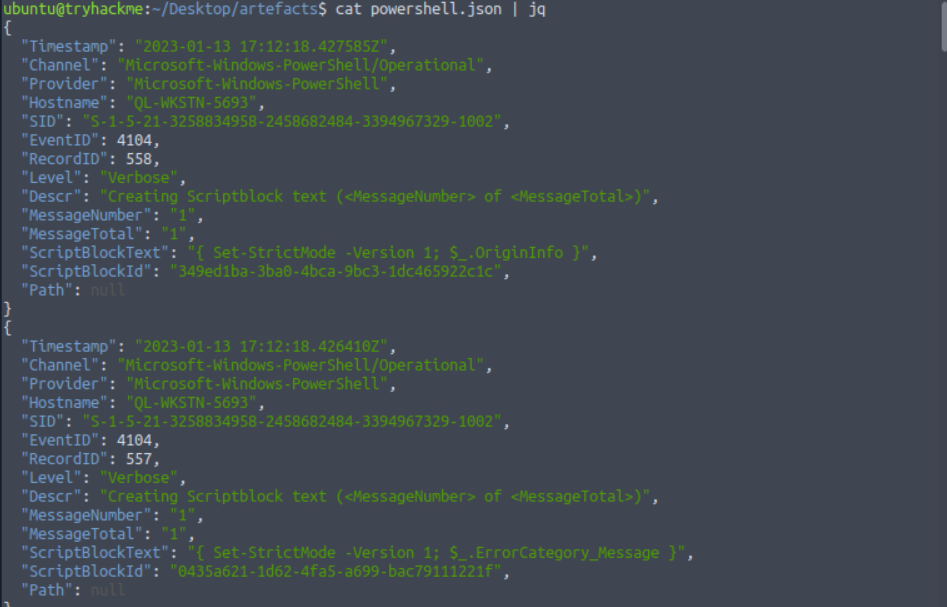 ubuntu@tryhackme:~/Desktop/artefacts$ cat powershell.json | jq
{
  "Timestamp": "2023-01-13 17:12:18.427585Z",
  "Channel": "Microsoft-Windows-PowerShell/Operational",
  "Provider": "Microsoft-Windows-PowerShell",
  "Hostname": "QL-WKSTN-5693",
  "SID": "S-1-5-21-3258834958-2458682484-3394967329-1002",
  "EventID": 4104,
  "RecordID": 558,
  "Level": "Verbose",
  "Descr": "Creating Scriptblock text (<MessageNumber> of <MessageTotal>)",
  "MessageNumber": "1",
  "MessageTotal": "1",
  "ScriptBlockText": "{ Set-StrictMode -Version 1; $_.OriginInfo }",
  "ScriptBlockId": "349ed1ba-3ba0-4bca-9bc3-1dc465922c1c",
  "Path": null
}
{
  "Timestamp": "2023-01-13 17:12:18.426410Z",
  "Channel": "Microsoft-Windows-PowerShell/Operational",
  "Provider": "Microsoft-Windows-PowerShell",
  "Hostname": "QL-WKSTN-5693",
  "SID": "S-1-5-21-3258834958-2458682484-3394967329-1002",
  "EventID": 4104,
  "RecordID": 557,
  "Level": "Verbose",
  "Descr": "Creating Scriptblock text (<MessageNumber> of <MessageTotal>)",
  "MessageNumber": "1",
  "MessageTotal": "1",
  "ScriptBlockText": "{ Set-StrictMode -Version 1; $_.ErrorCategory_Message }",
  "ScriptBlockId": "0435a621-1d62-4fa5-a699-bac79111221f",
  "Path": null
}